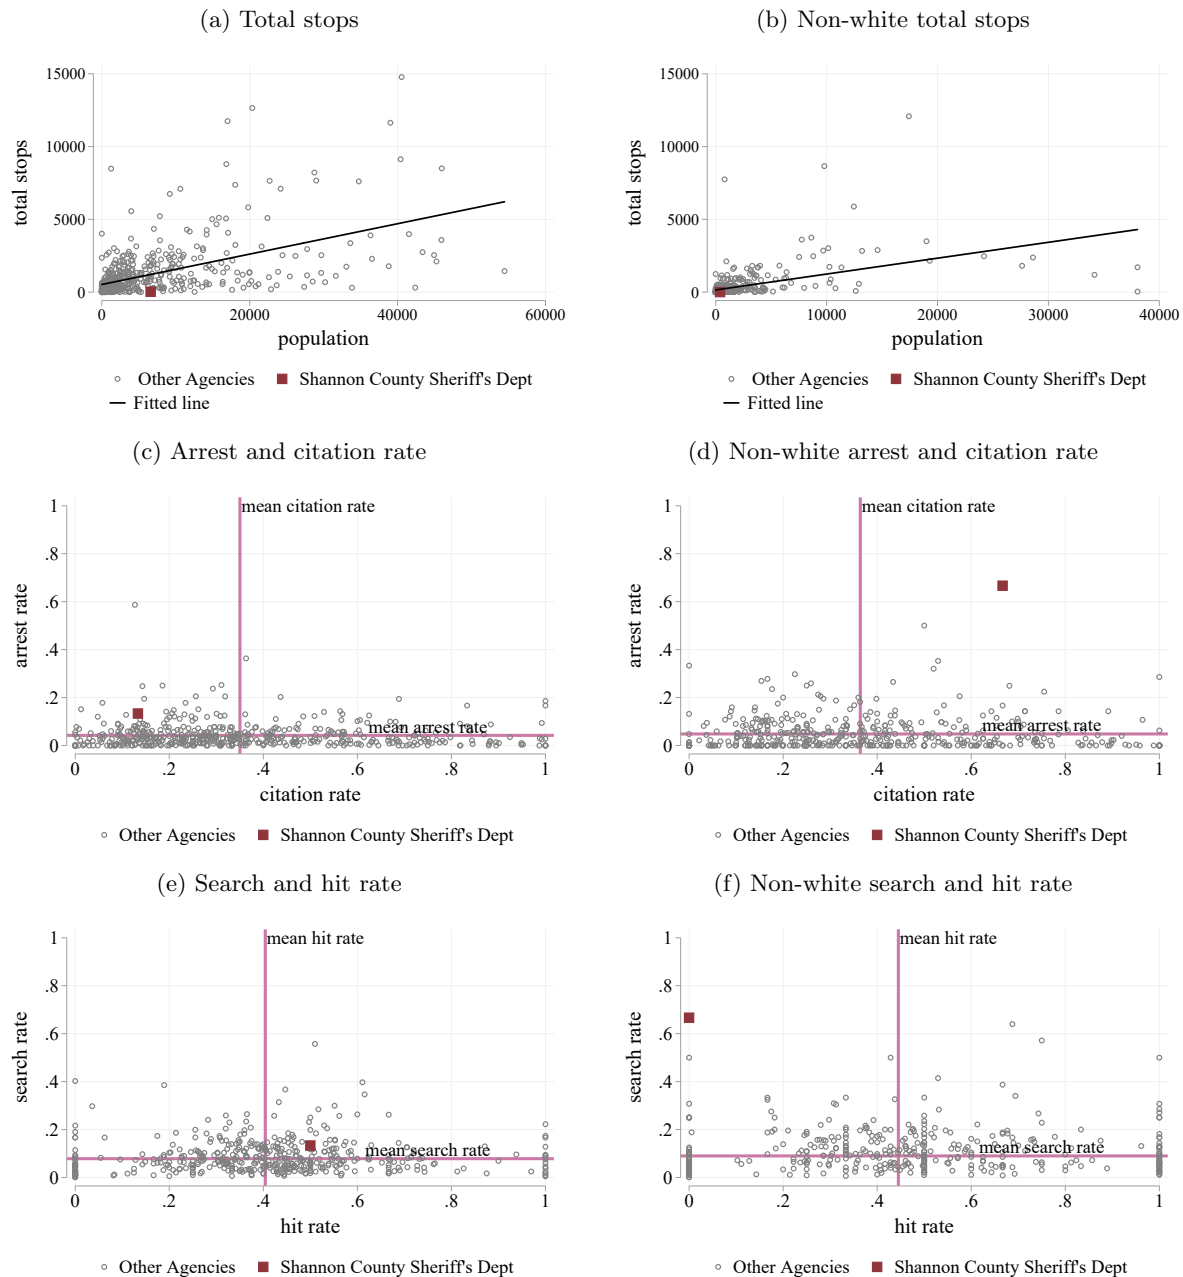 (a) Total stops
15000
10000
5000
0
total stops
0 20000 40000 60000
population
Other Agencies Shannon County Sheriff's Dept
Fitted line
(b) Non-white total stops
15000
10000
5000
0
total stops
0 10000 20000 30000 40000
population
Other Agencies Shannon County Sheriff's Dept
Fitted line
(c) Arrest and citation rate
1
.8
.6
.4
.2
0
arrest rate
mean citation rate
mean arrest rate
0 .2 .4 .6 .8 1
citation rate
Other Agencies Shannon County Sheriff's Dept
(d) Non-white arrest and citation rate
1
.8
.6
.4
.2
0
arrest rate
mean citation rate
mean arrest rate
0 .2 .4 .6 .8 1
citation rate
Other Agencies Shannon County Sheriff's Dept
(e) Search and hit rate
1
.8
.6
.4
.2
0
search rate
mean hit rate
mean search rate
0 .2 .4 .6 .8 1
hit rate
Other Agencies Shannon County Sheriff's Dept
(f) Non-white search and hit rate
1
.8
.6
.4
.2
0
search rate
mean hit rate
mean search rate
0 .2 .4 .6 .8 1
hit rate
Other Agencies Shannon County Sheriff's Dept